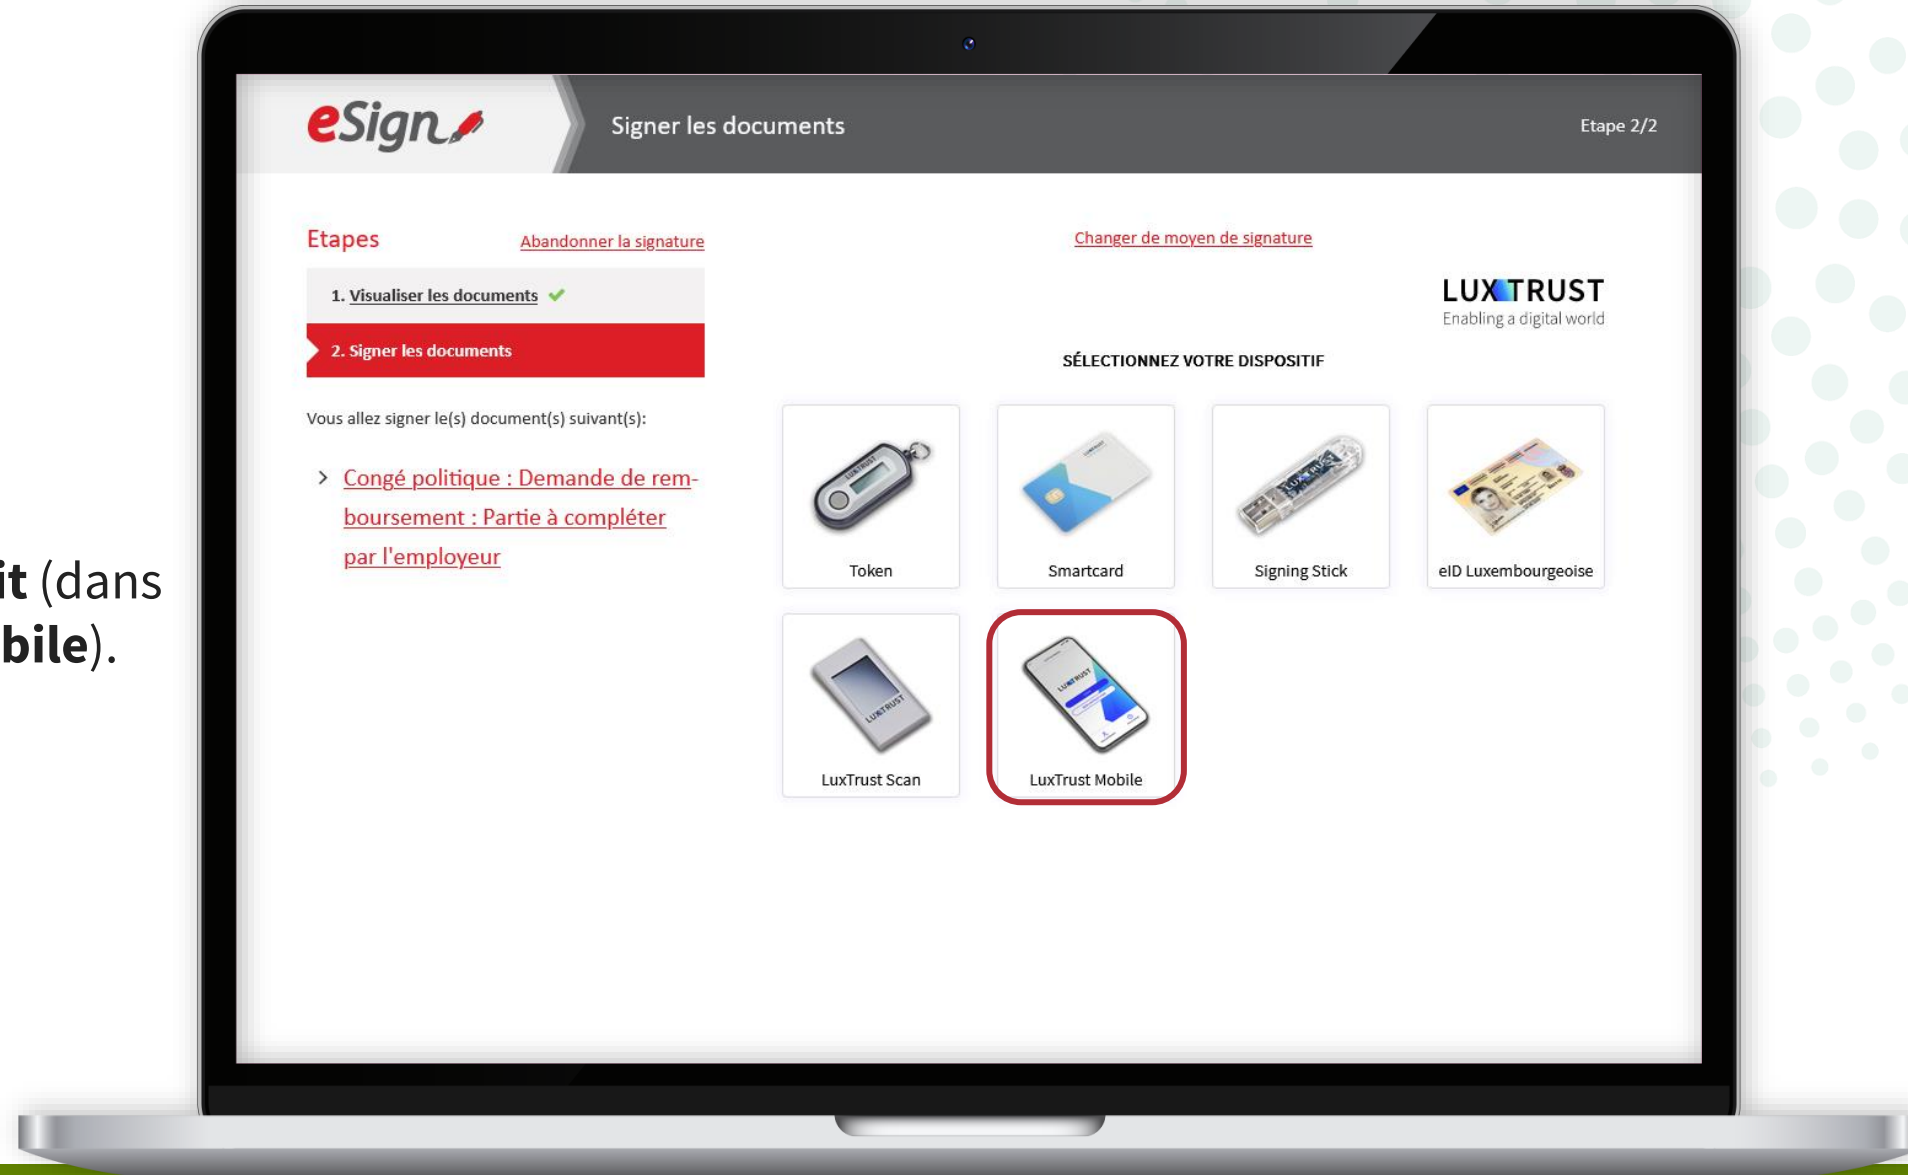 eSign
Signer les documents
Etape 2/2
Etapes
Abandonner la signature
1. Visualiser les documents
2. Signer les documents
Vous allez signer le(s) document(s) suivant(s):
> Congé politique : Demande de rem-
boursement : Partie à compléter
par l'employeur
Changer de moyen de signature
LUXTRUST
Enabling a digital world
SÉLECTIONNEZ VOTRE DISPOSITIF
Token
Smartcard
Signing Stick
eID Luxembourgeoise
LuxTrust Scan
LuxTrust Mobile
it (dans
bile).